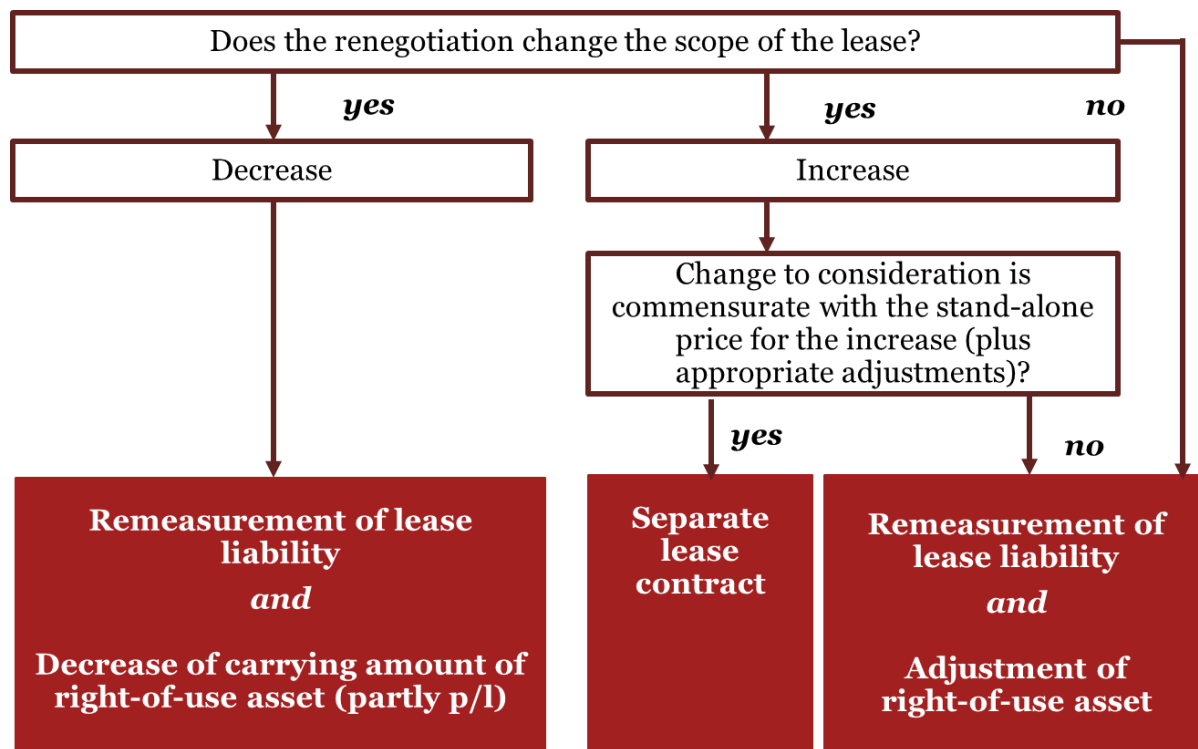 Does the renegotiation change the scope of the lease?
yes
yes
no
Decrease
Increase
Change to consideration is
commensurate with the stand-alone
price for the increase (plus
appropriate adjustments)?
yes
no
Remeasurement of lease
liability
and
Decrease of carrying amount of
right-of-use asset (partly p/l)
Separate
lease
contract
Remeasurement of
lease liability
and
Adjustment of
right-of-use asset